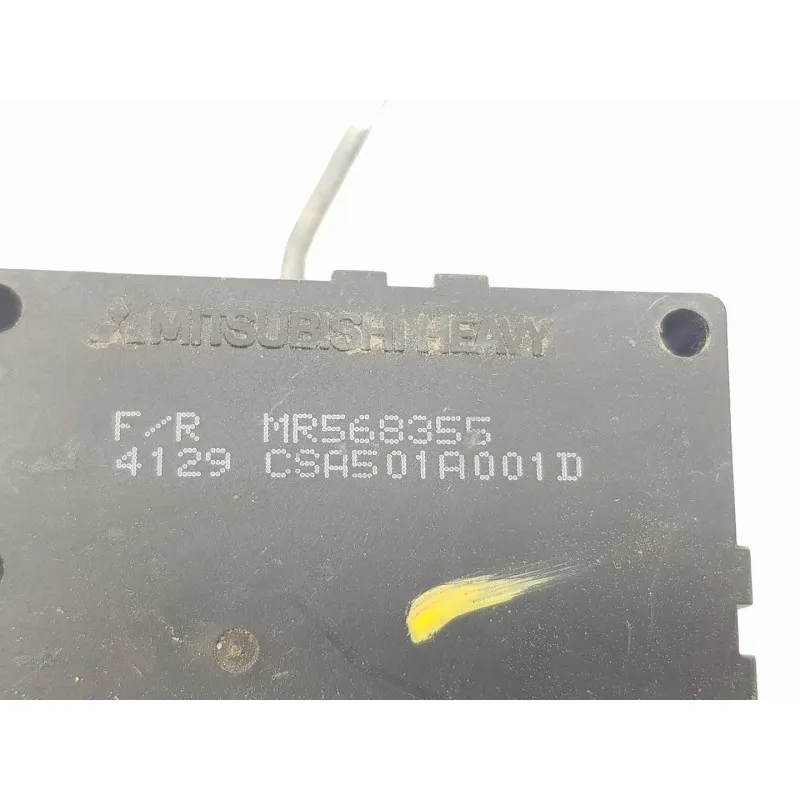 MITSUBISHI HEAVY
F/R MR568355
4129 CSA501A001D